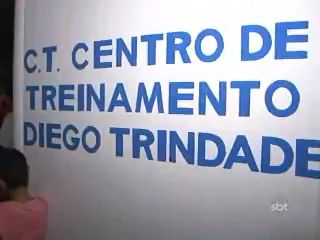 C.T. CENTRO DE
TREINAMENTO
DIEGO TRINDADE
sbt